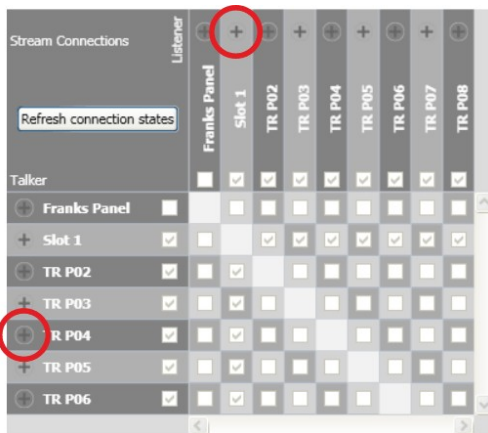 Stream Connections
Listener
Refresh connection states
Talker
Franks Panel
Slot 1
TR P02
TR P03
TR P04
TR P05
TR P06
TR P07
TR P08
Franks Panel
Slot 1
TR P02
TR P03
TR P04
TR P05
TR P06